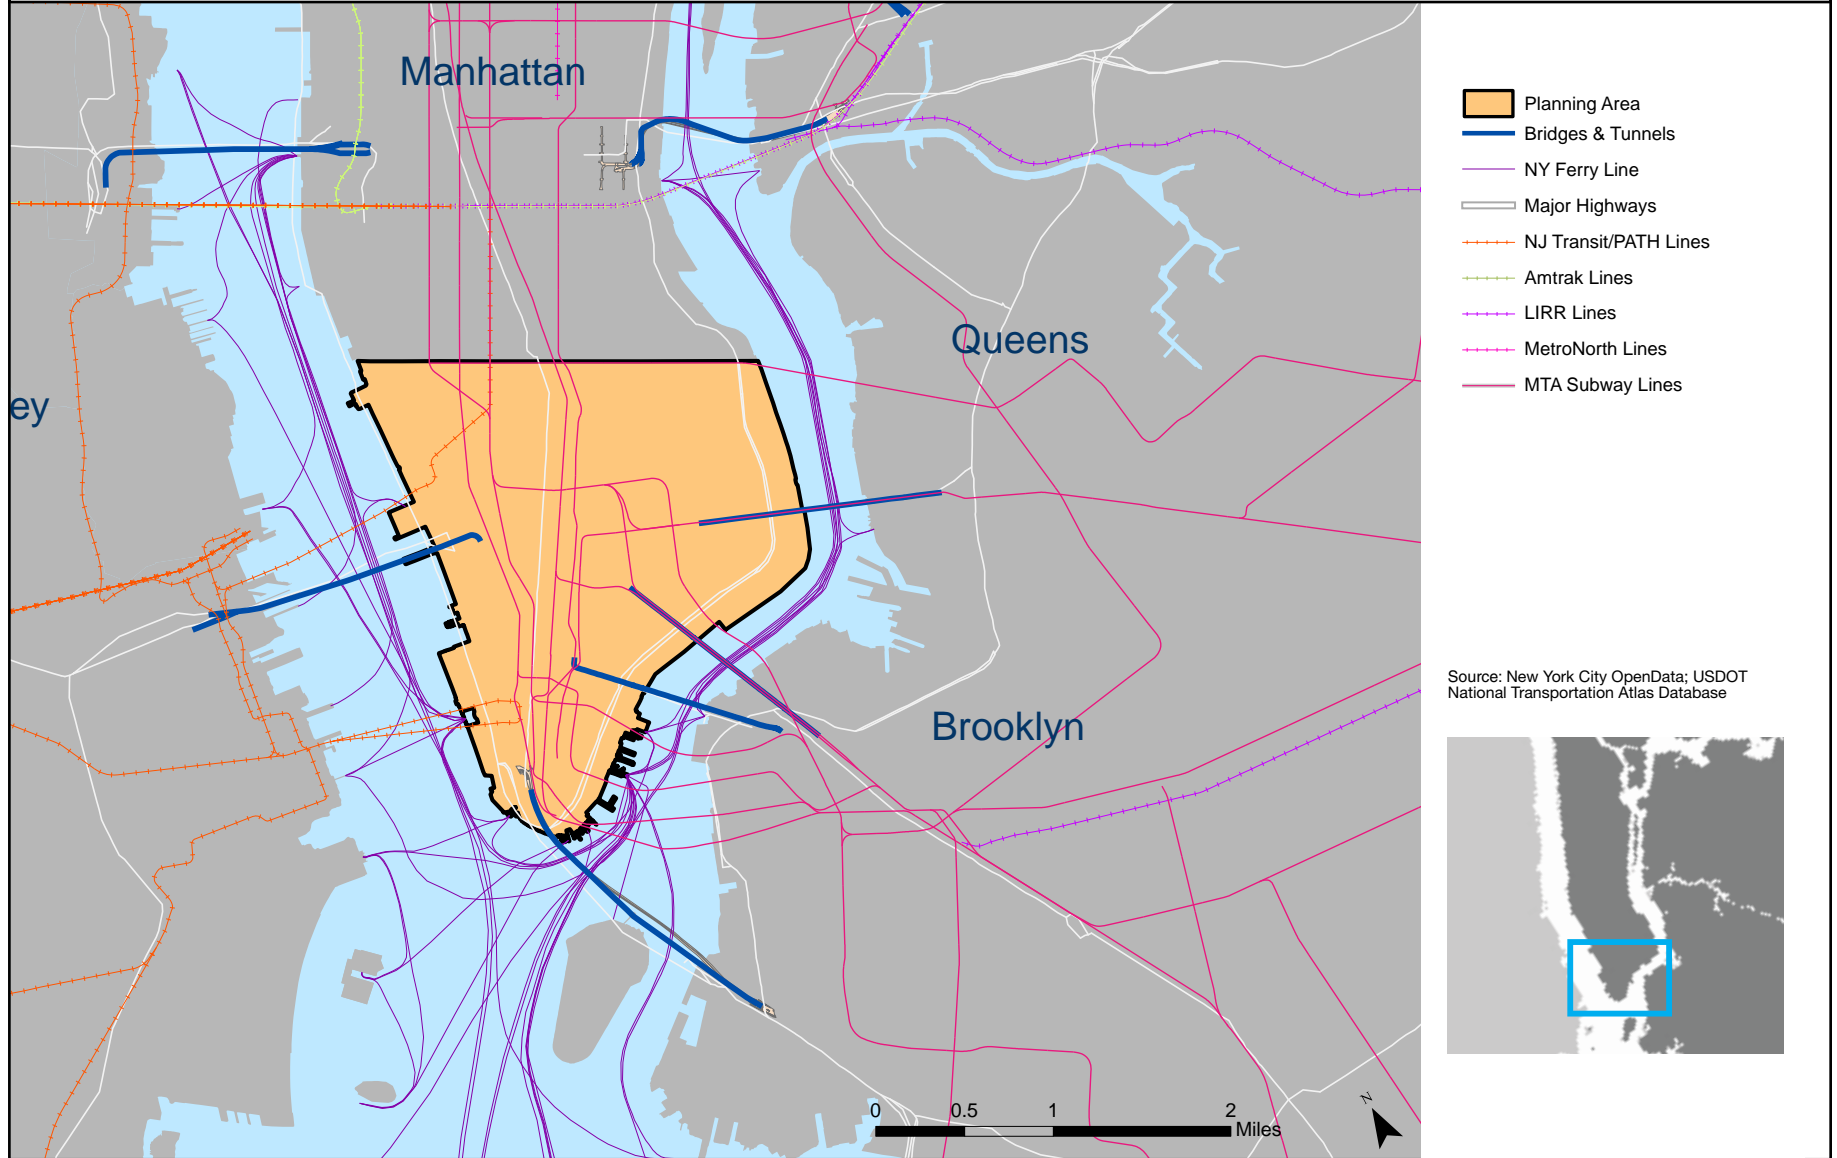 Manhattan
Queens
ey
Brooklyn
Planning Area
Bridges & Tunnels
NY Ferry Line
Major Highways
NJ Transit/PATH Lines
Amtrak Lines
LIRR Lines
MetroNorth Lines
MTA Subway Lines
Source: New York City OpenData; USDOT
National Transportation Atlas Database
0 0.5 1 2
Miles
N